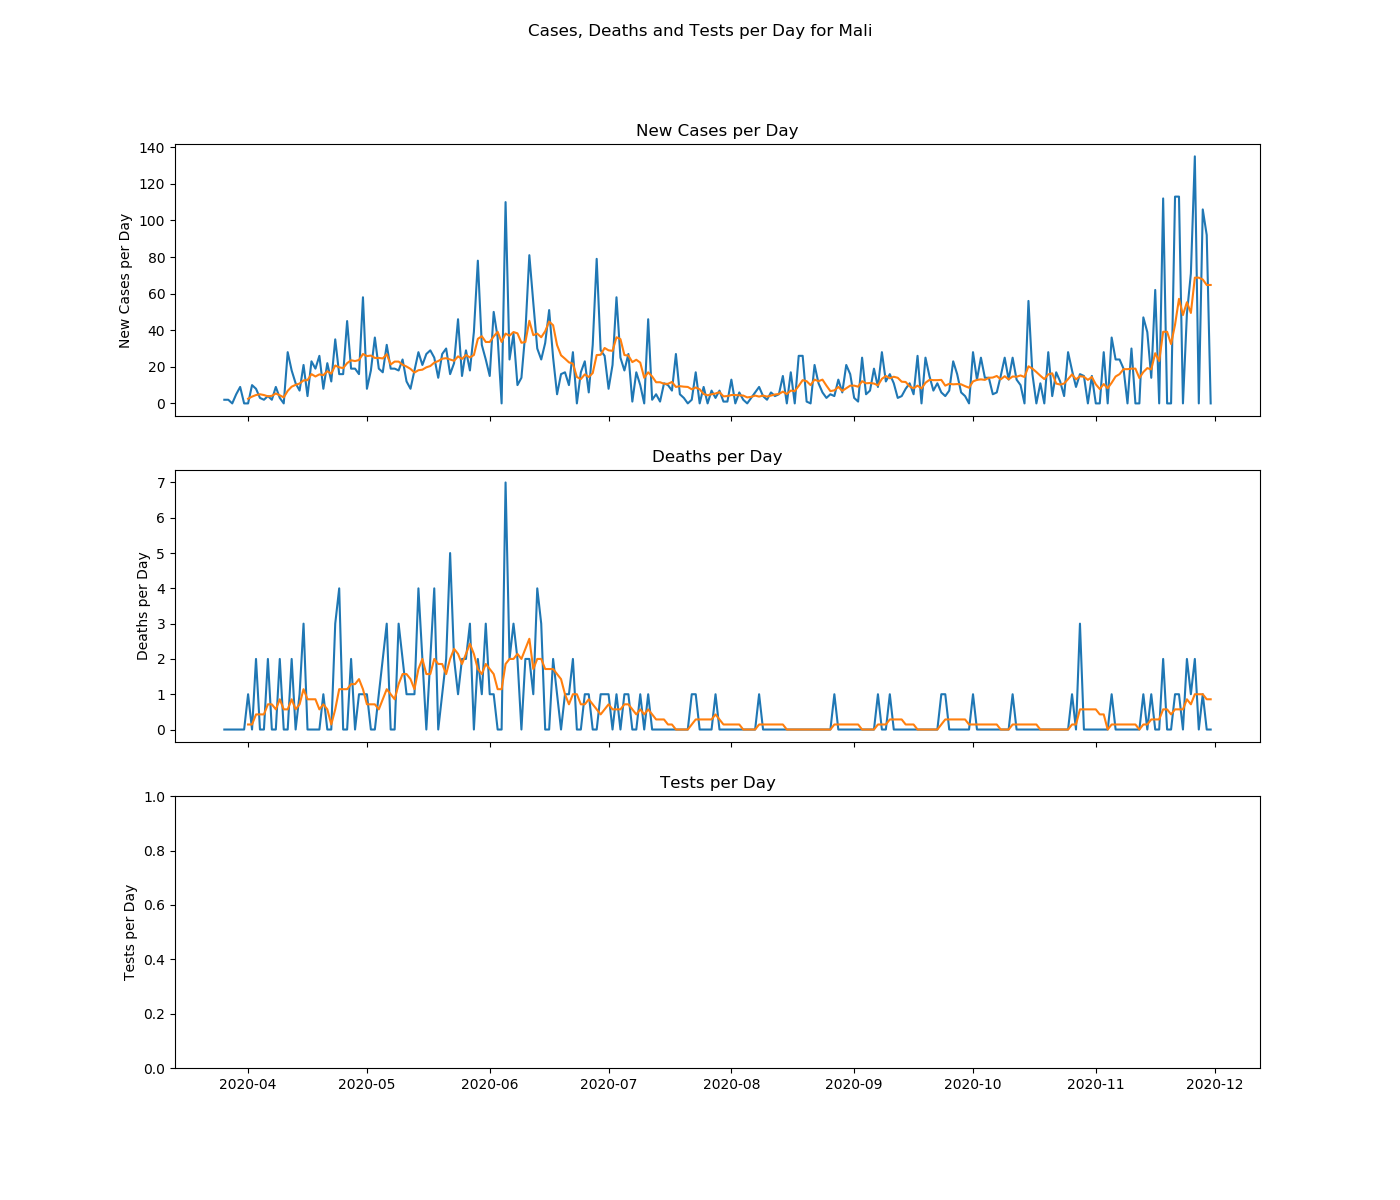 Cases, Deaths and Tests per Day for Mali
New Cases per Day
New Cases per Day
140
120
100
80
60
40
20
0
Deaths per Day
Deaths per Day
7
6
5
4
3
2
1
0
Tests per Day
Tests per Day
1.0
0.8
0.6
0.4
0.2
0.0
2020-04 2020-05 2020-06 2020-07 2020-08 2020-09 2020-10 2020-11 2020-12